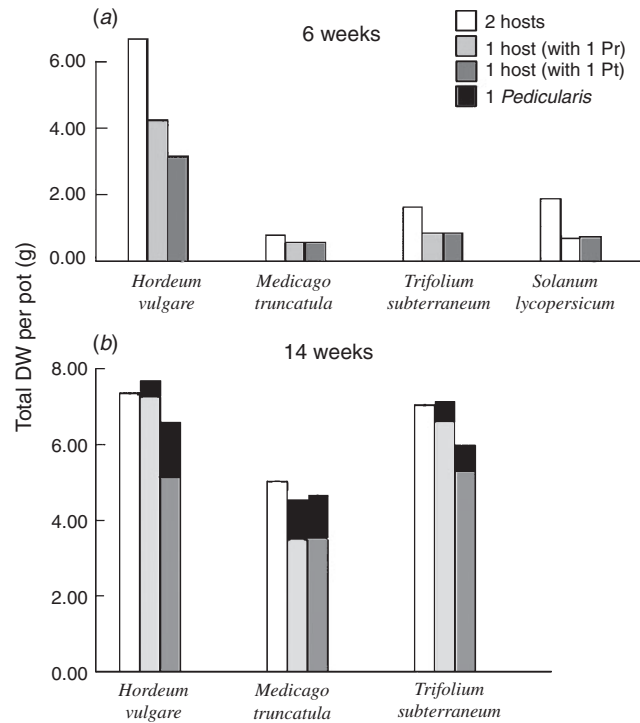 (a)
6 weeks
2 hosts
1 host (with 1 Pr)
1 host (with 1 Pt)
1 Pedicularis
6.00
4.00
2.00
0.00
Hordeum
vulgare
Medicago
truncatula
Trifolium
subterraneum
Solanum
lycopersicum
Total DW per pot (g)
(b)
14 weeks
8.00
6.00
4.00
2.00
0.00
Hordeum
vulgare
Medicago
truncatula
Trifolium
subterraneum